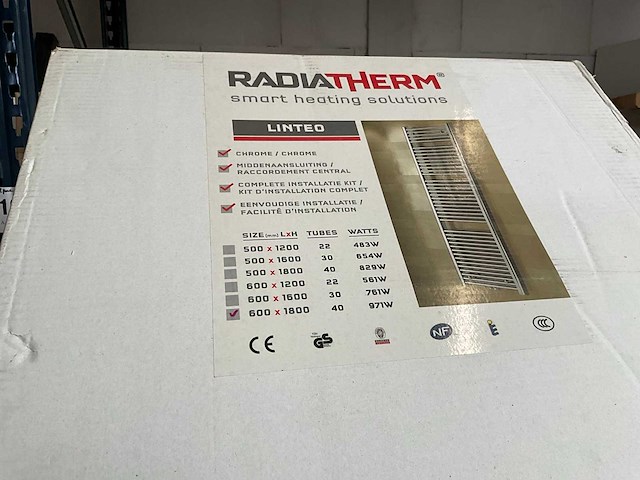 RADIATHERM®
smart heating solutions
LINTEO
CHROME / CHROME
MIDDENAANSLUITING /
RACCORDEMENT CENTRAL
COMPLETE INSTALLATIE KIT /
KIT D'INSTALLATION COMPLET
EENVOUDIGE INSTALLATIE /
FACILITÉ D'INSTALLATION
SIZE (mm) LxH TUBES WATTS
500 x 1200 22 483W
500 x 1600 30 654W
500 x 1800 40 829W
600 x 1200 22 561W
600 x 1600 30 761W
600 x 1800 40 971W
CE GS NF CCC